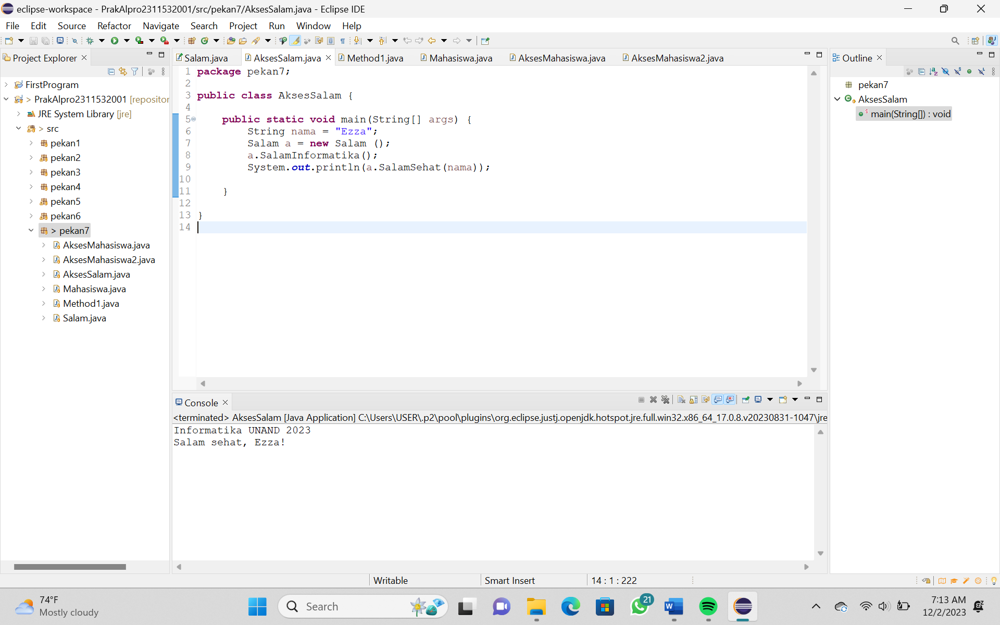 eclipse-workspace - PrakAlpro2311532001/src/pekan7/AksesSalam.java - Eclipse IDE
File Edit Source Refactor Navigate Search Project Run Window Help
Project Explorer
FirstProgram
> PrakAlpro2311532001 [repositor
JRE System Library [jre]
> src
pekan1
pekan2
pekan3
pekan4
pekan5
pekan6
> pekan7
AksesMahasiswa.java
AksesMahasiswa2.java
AksesSalam.java
Mahasiswa.java
Method1.java
Salam.java
Salam.java AksesSalam.java Method1.java Mahasiswa.java AksesMahasiswa.java AksesMahasiswa2.java
1 package pekan7;
2
3 public class AksesSalam {
4
5 public static void main(String[] args) {
6 String nama = "Ezza";
7 Salam a = new Salam ();
8 a.SalamInformatika();
9 System.out.println(a.SalamSehat(nama));
10
11 }
12
13 }
14
Outline
pekan7
AksesSalam
main(String[]) : void
Console
<terminated> AksesSalam [Java Application] C:\Users\USER\.p2\pool\plugins\org.eclipse.justj.openjdk.hotspot.jre.full.win32.x86_64_17.0.8.v20230831-1047\jre
Informatika UNAND 2023
Salam sehat, Ezza!
Writable Smart Insert 14 : 1 : 222
74°F
Mostly cloudy
Search
21
7:13 AM
12/2/2023